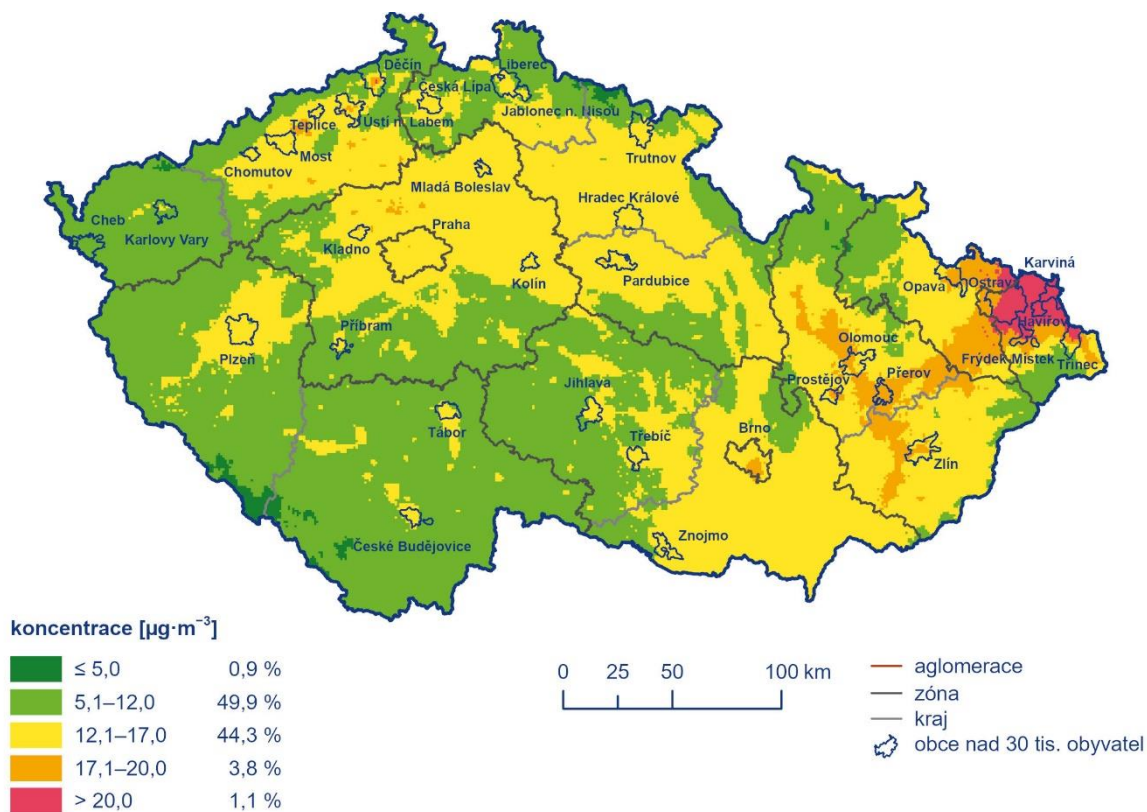 Děčín
Liberec
Česká Lípa
Jablonec n. Nisou
Teplice
Ústí n. Labem
Most
Chomutov
Trutnov
Mladá Boleslav
Hradec Králové
Cheb
Karlovy Vary
Praha
Kladno
Kolín
Pardubice
Karviná
Opava
Ostrava
Havířov
Plzeň
Příbram
Olomouc
Frýdek Místek
Třinec
Přerov
Prostějov
Jihlava
Tábor
Třebíč
Brno
Zlín
České Budějovice
Znojmo
koncentrace [µg·m⁻³]
≤ 5,0 0,9 %
5,1–12,0 49,9 %
12,1–17,0 44,3 %
17,1–20,0 3,8 %
> 20,0 1,1 %
0 25 50 100 km
aglomerace
zóna
kraj
obce nad 30 tis. obyvatel